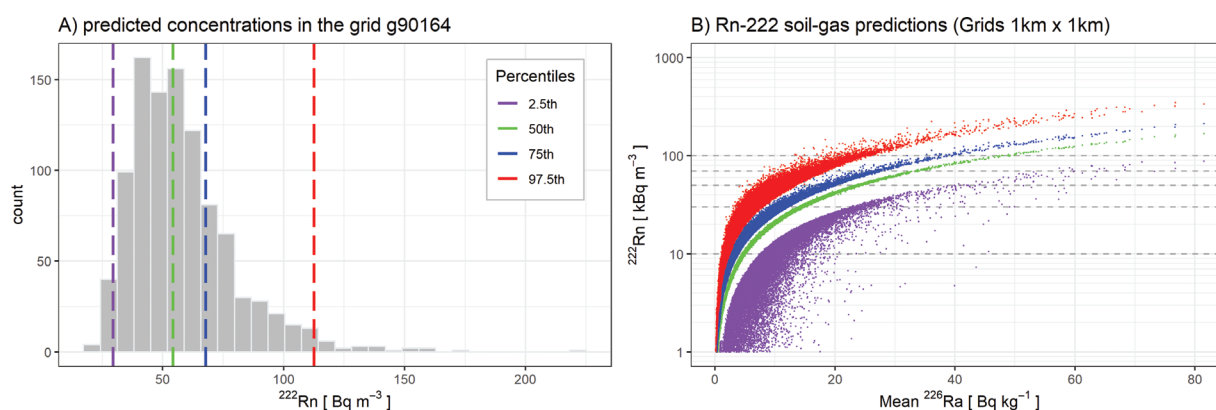 A) predicted concentrations in the grid g90164
150
100
50
0
count
50
100
150
200
²²²Rn [ Bq m⁻³ ]
Percentiles
2.5th
50th
75th
97.5th
B) Rn-222 soil-gas predictions (Grids 1km x 1km)
1000
100
10
1
²²²Rn [ kBq m⁻³ ]
0
20
40
60
80
Mean ²²⁶Ra [ Bq kg⁻¹ ]